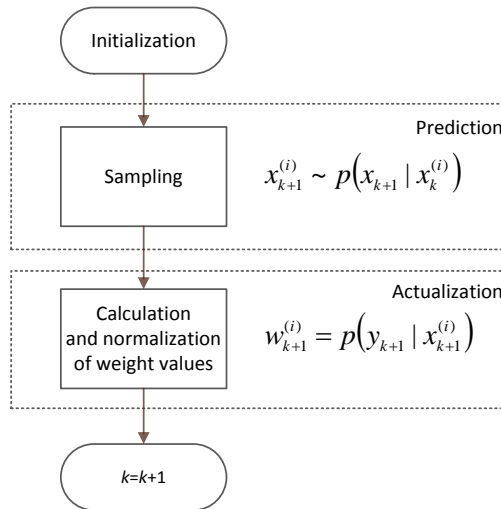 Initialization
Prediction
Sampling
x_{k+1}^{(i)} ~ p(x_{k+1} | x_k^{(i)})
Actualization
Calculation
and normalization
of weight values
w_{k+1}^{(i)} = p(y_{k+1} | x_{k+1}^{(i)})
k=k+1